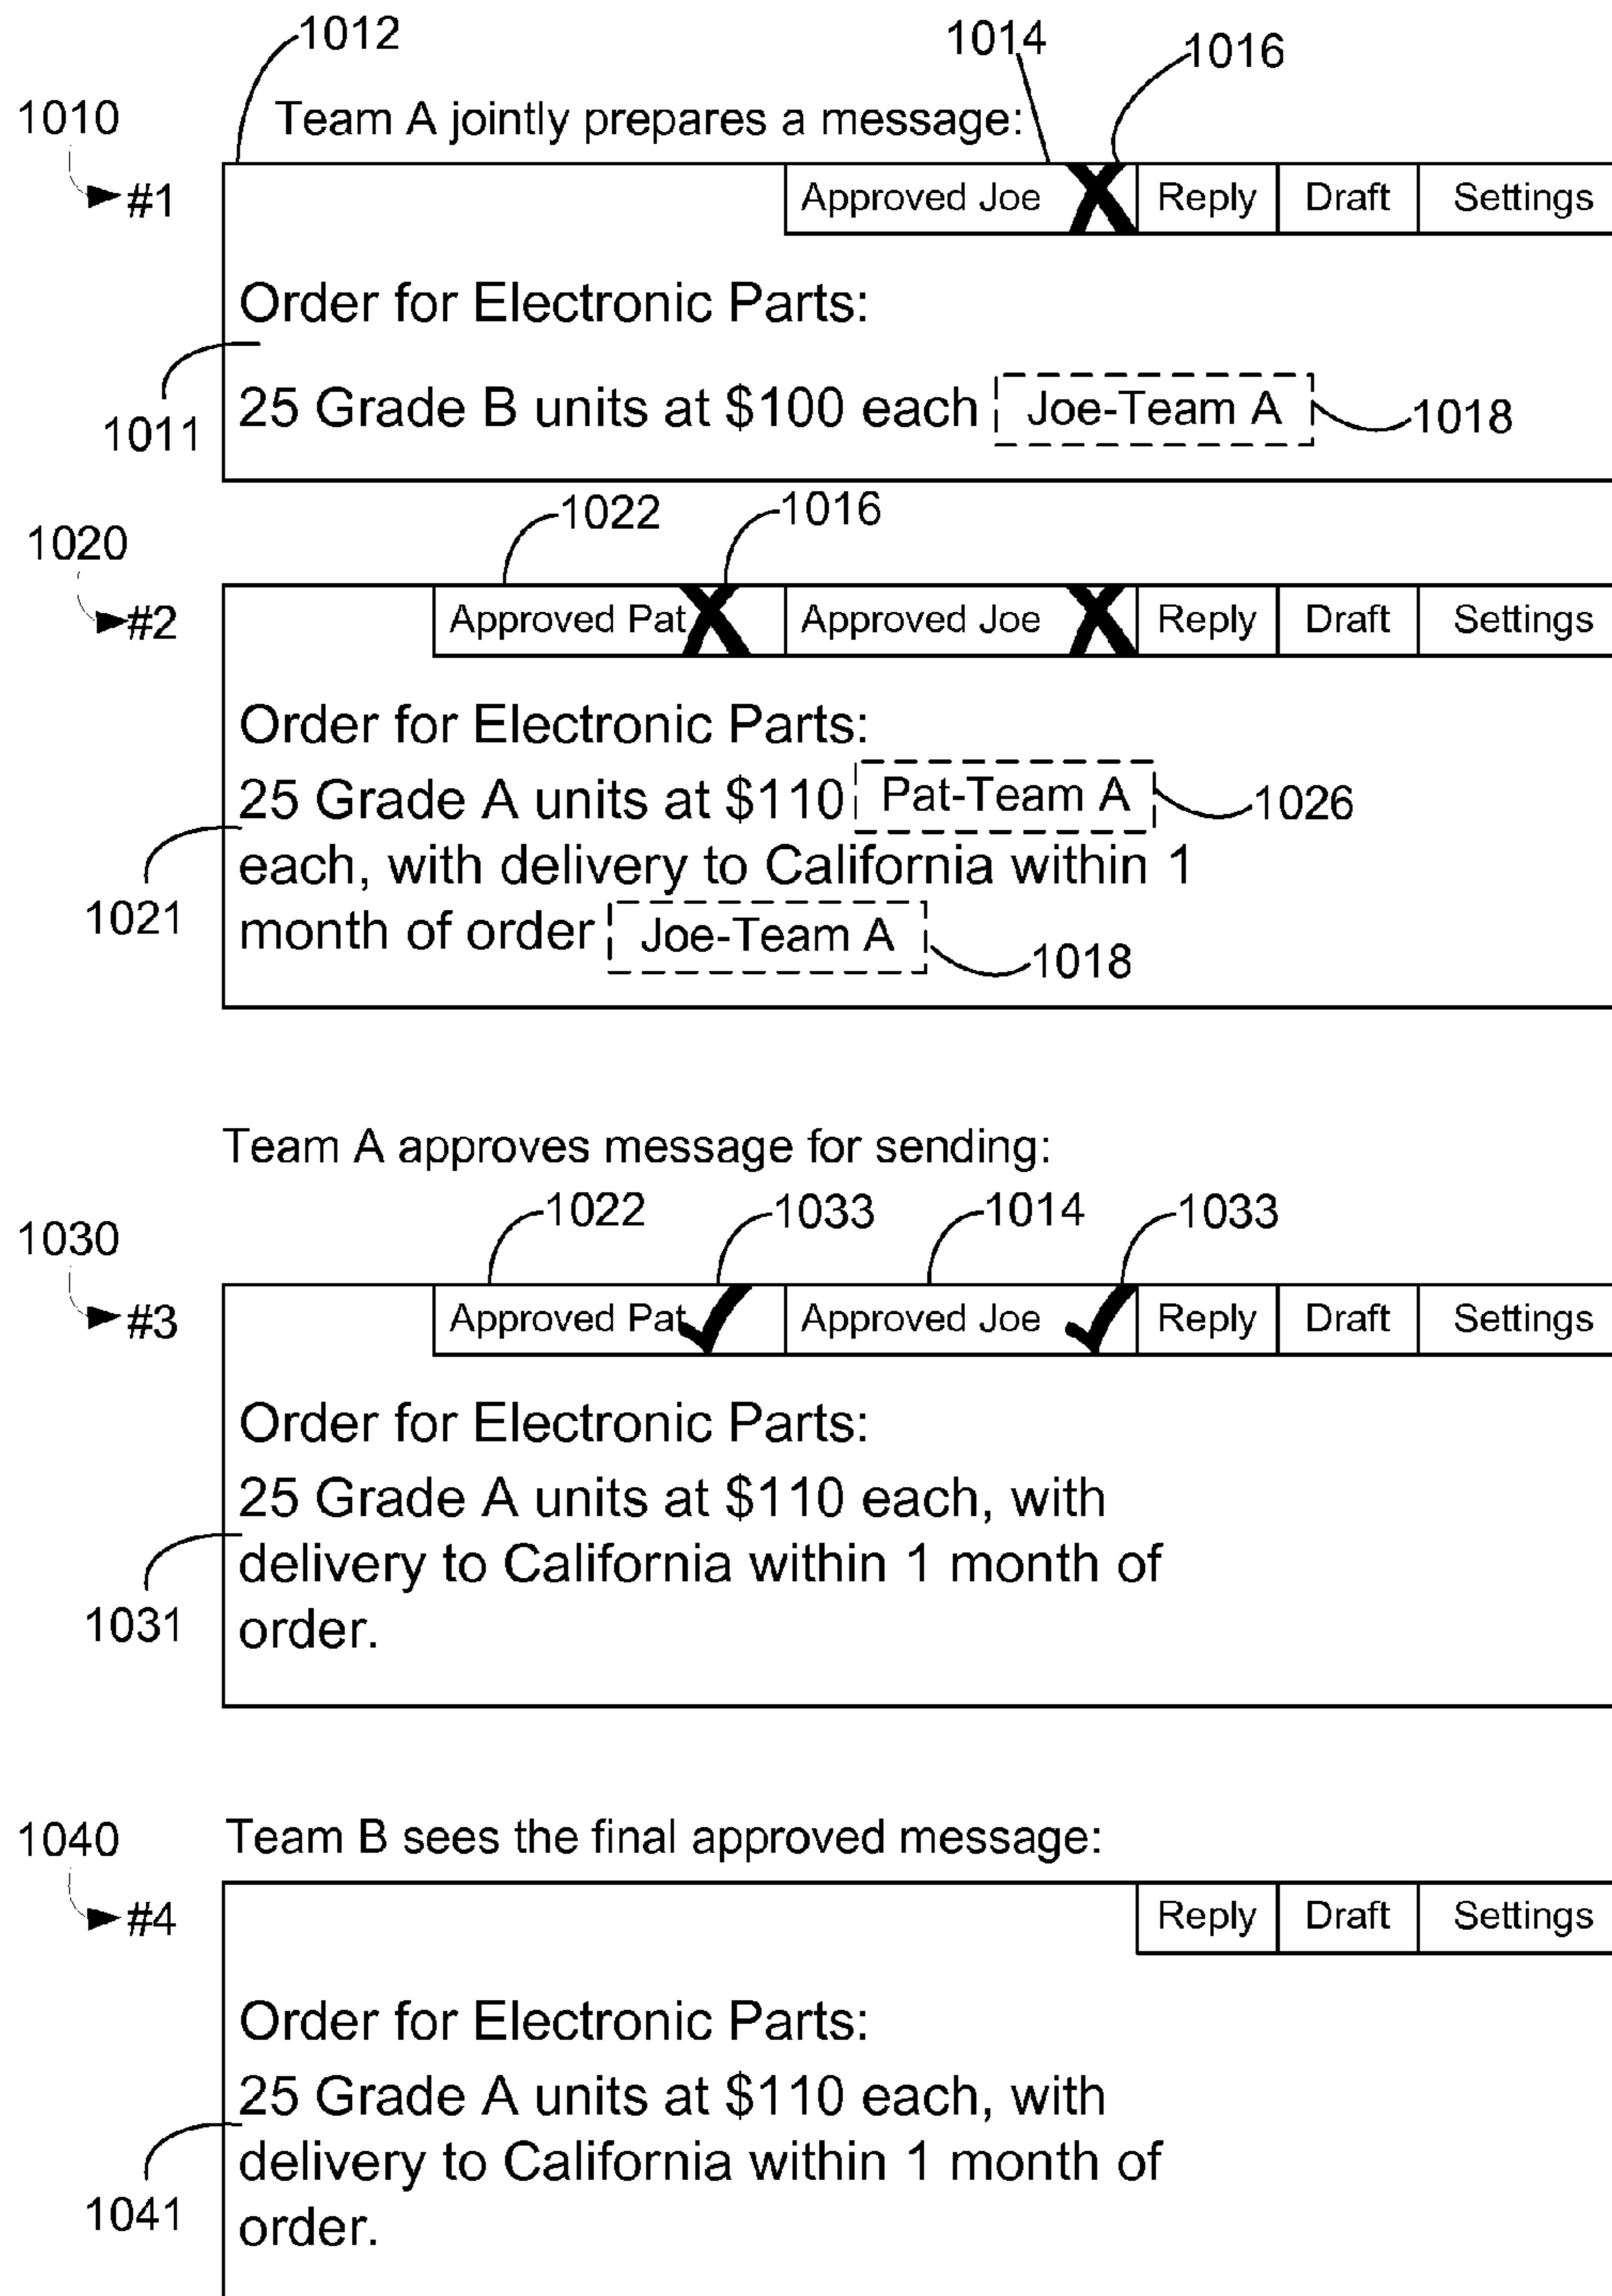 1012
1014
1016
1010
Team A jointly prepares a message:
#1
Approved Joe X Reply Draft Settings
Order for Electronic Parts:
25 Grade B units at $100 each Joe-Team A
1018
1011
1022
1016
1020
#2
Approved Pat X Approved Joe X Reply Draft Settings
Order for Electronic Parts:
25 Grade A units at $110 Pat-Team A
1026
each, with delivery to California within 1
1021
month of order Joe-Team A
1018
Team A approves message for sending:
1022
1033
1014
1033
1030
#3
Approved Pat Approved Joe Reply Draft Settings
Order for Electronic Parts:
25 Grade A units at $110 each, with
delivery to California within 1 month of
1031
order.
1040
Team B sees the final approved message:
#4
Reply Draft Settings
Order for Electronic Parts:
25 Grade A units at $110 each, with
delivery to California within 1 month of
1041
order.